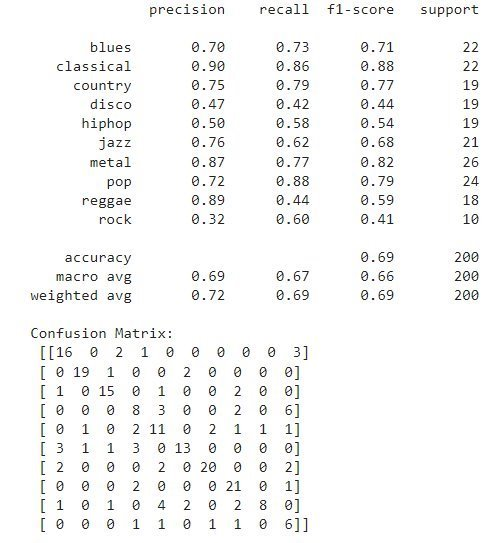 precision recall f1-score support
blues 0.70 0.73 0.71 22
classical 0.90 0.86 0.88 22
country 0.75 0.79 0.77 19
disco 0.47 0.42 0.44 19
hiphop 0.50 0.58 0.54 19
jazz 0.76 0.62 0.68 21
metal 0.87 0.77 0.82 26
pop 0.72 0.88 0.79 24
reggae 0.89 0.44 0.59 18
rock 0.32 0.60 0.41 10
accuracy 0.69 200
macro avg 0.69 0.67 0.66 200
weighted avg 0.72 0.69 0.69 200
Confusion Matrix:
[[16 0 2 1 0 0 0 0 0 3]
[ 0 19 1 0 0 2 0 0 0 0]
[ 1 0 15 0 1 0 0 2 0 0]
[ 0 0 0 8 3 0 0 2 0 6]
[ 0 1 0 2 11 0 2 1 1 1]
[ 3 1 1 3 0 13 0 0 0 0]
[ 2 0 0 0 2 0 20 0 0 2]
[ 0 0 0 2 0 0 0 21 0 1]
[ 1 0 1 0 4 2 0 2 8 0]
[ 0 0 0 1 1 0 1 1 0 6]]